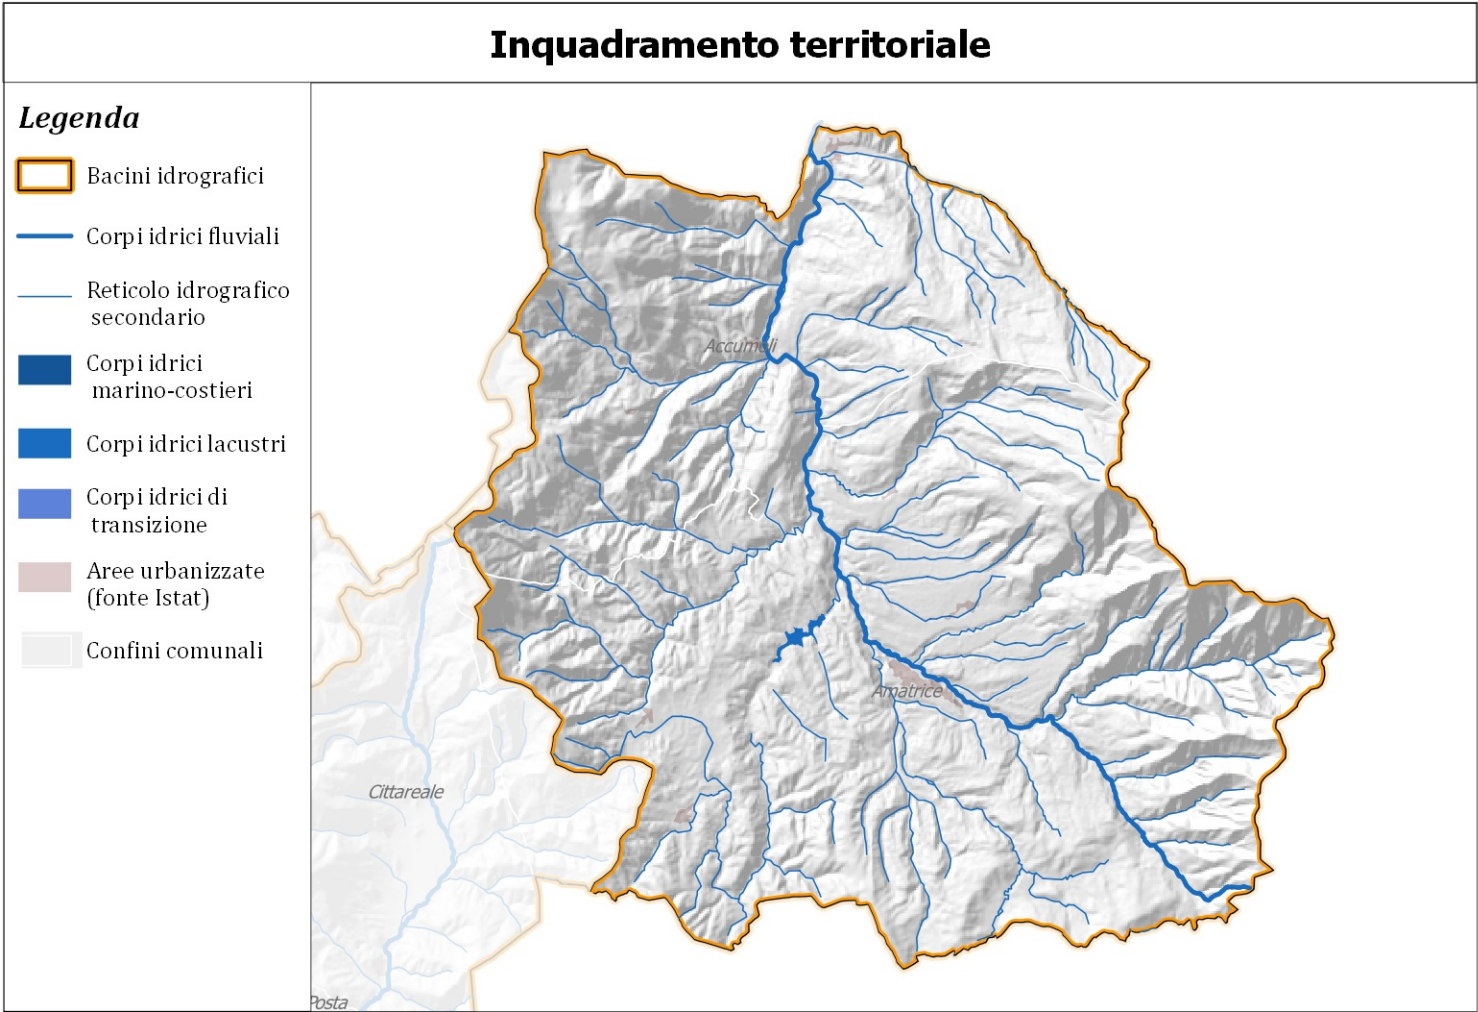 Inquadramento territoriale
Legenda
Bacini idrografici
Corpi idrici fluviali
Reticolo idrografico
secondario
Corpi idrici
marino-costieri
Corpi idrici lacustri
Corpi idrici di
transizione
Aree urbanizzate
(fonte Istat)
Confini comunali
Accumoli
Amatrice
Cittareale
Posta